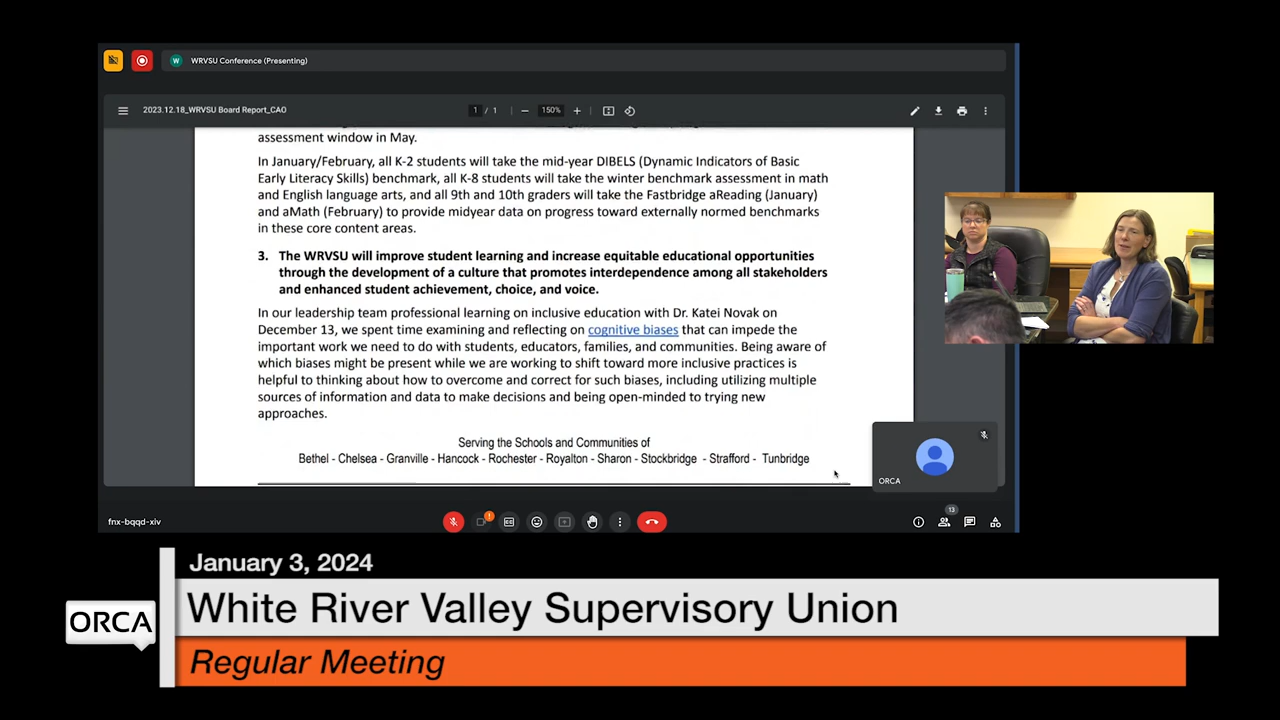 W WRVSU Conference (Presenting)
2023.12.18_WRVSU Board Report_CAO
1 / 1
150%
assessment window in May.
In January/February, all K-2 students will take the mid-year DIBELS (Dynamic Indicators of Basic
Early Literacy Skills) benchmark, all K-8 students will take the winter benchmark assessment in math
and English language arts, and all 9th and 10th graders will take the Fastbridge aReading (January)
and aMath (February) to provide midyear data on progress toward externally normed benchmarks
in these core content areas.
3. The WRVSU will improve student learning and increase equitable educational opportunities
through the development of a culture that promotes interdependence among all stakeholders
and enhanced student achievement, choice, and voice.
In our leadership team professional learning on inclusive education with Dr. Katei Novak on
December 13, we spent time examining and reflecting on cognitive biases that can impede the
important work we need to do with students, educators, families, and communities. Being aware of
which biases might be present while we are working to shift toward more inclusive practices is
helpful to thinking about how to overcome and correct for such biases, including utilizing multiple
sources of information and data to make decisions and being open-minded to trying new
approaches.
Serving the Schools and Communities of
Bethel - Chelsea - Granville - Hancock - Rochester - Royalton - Sharon - Stockbridge - Strafford - Tunbridge
ORCA
fnx-bqqd-xiv
13
January 3, 2024
White River Valley Supervisory Union
ORCA
Regular Meeting